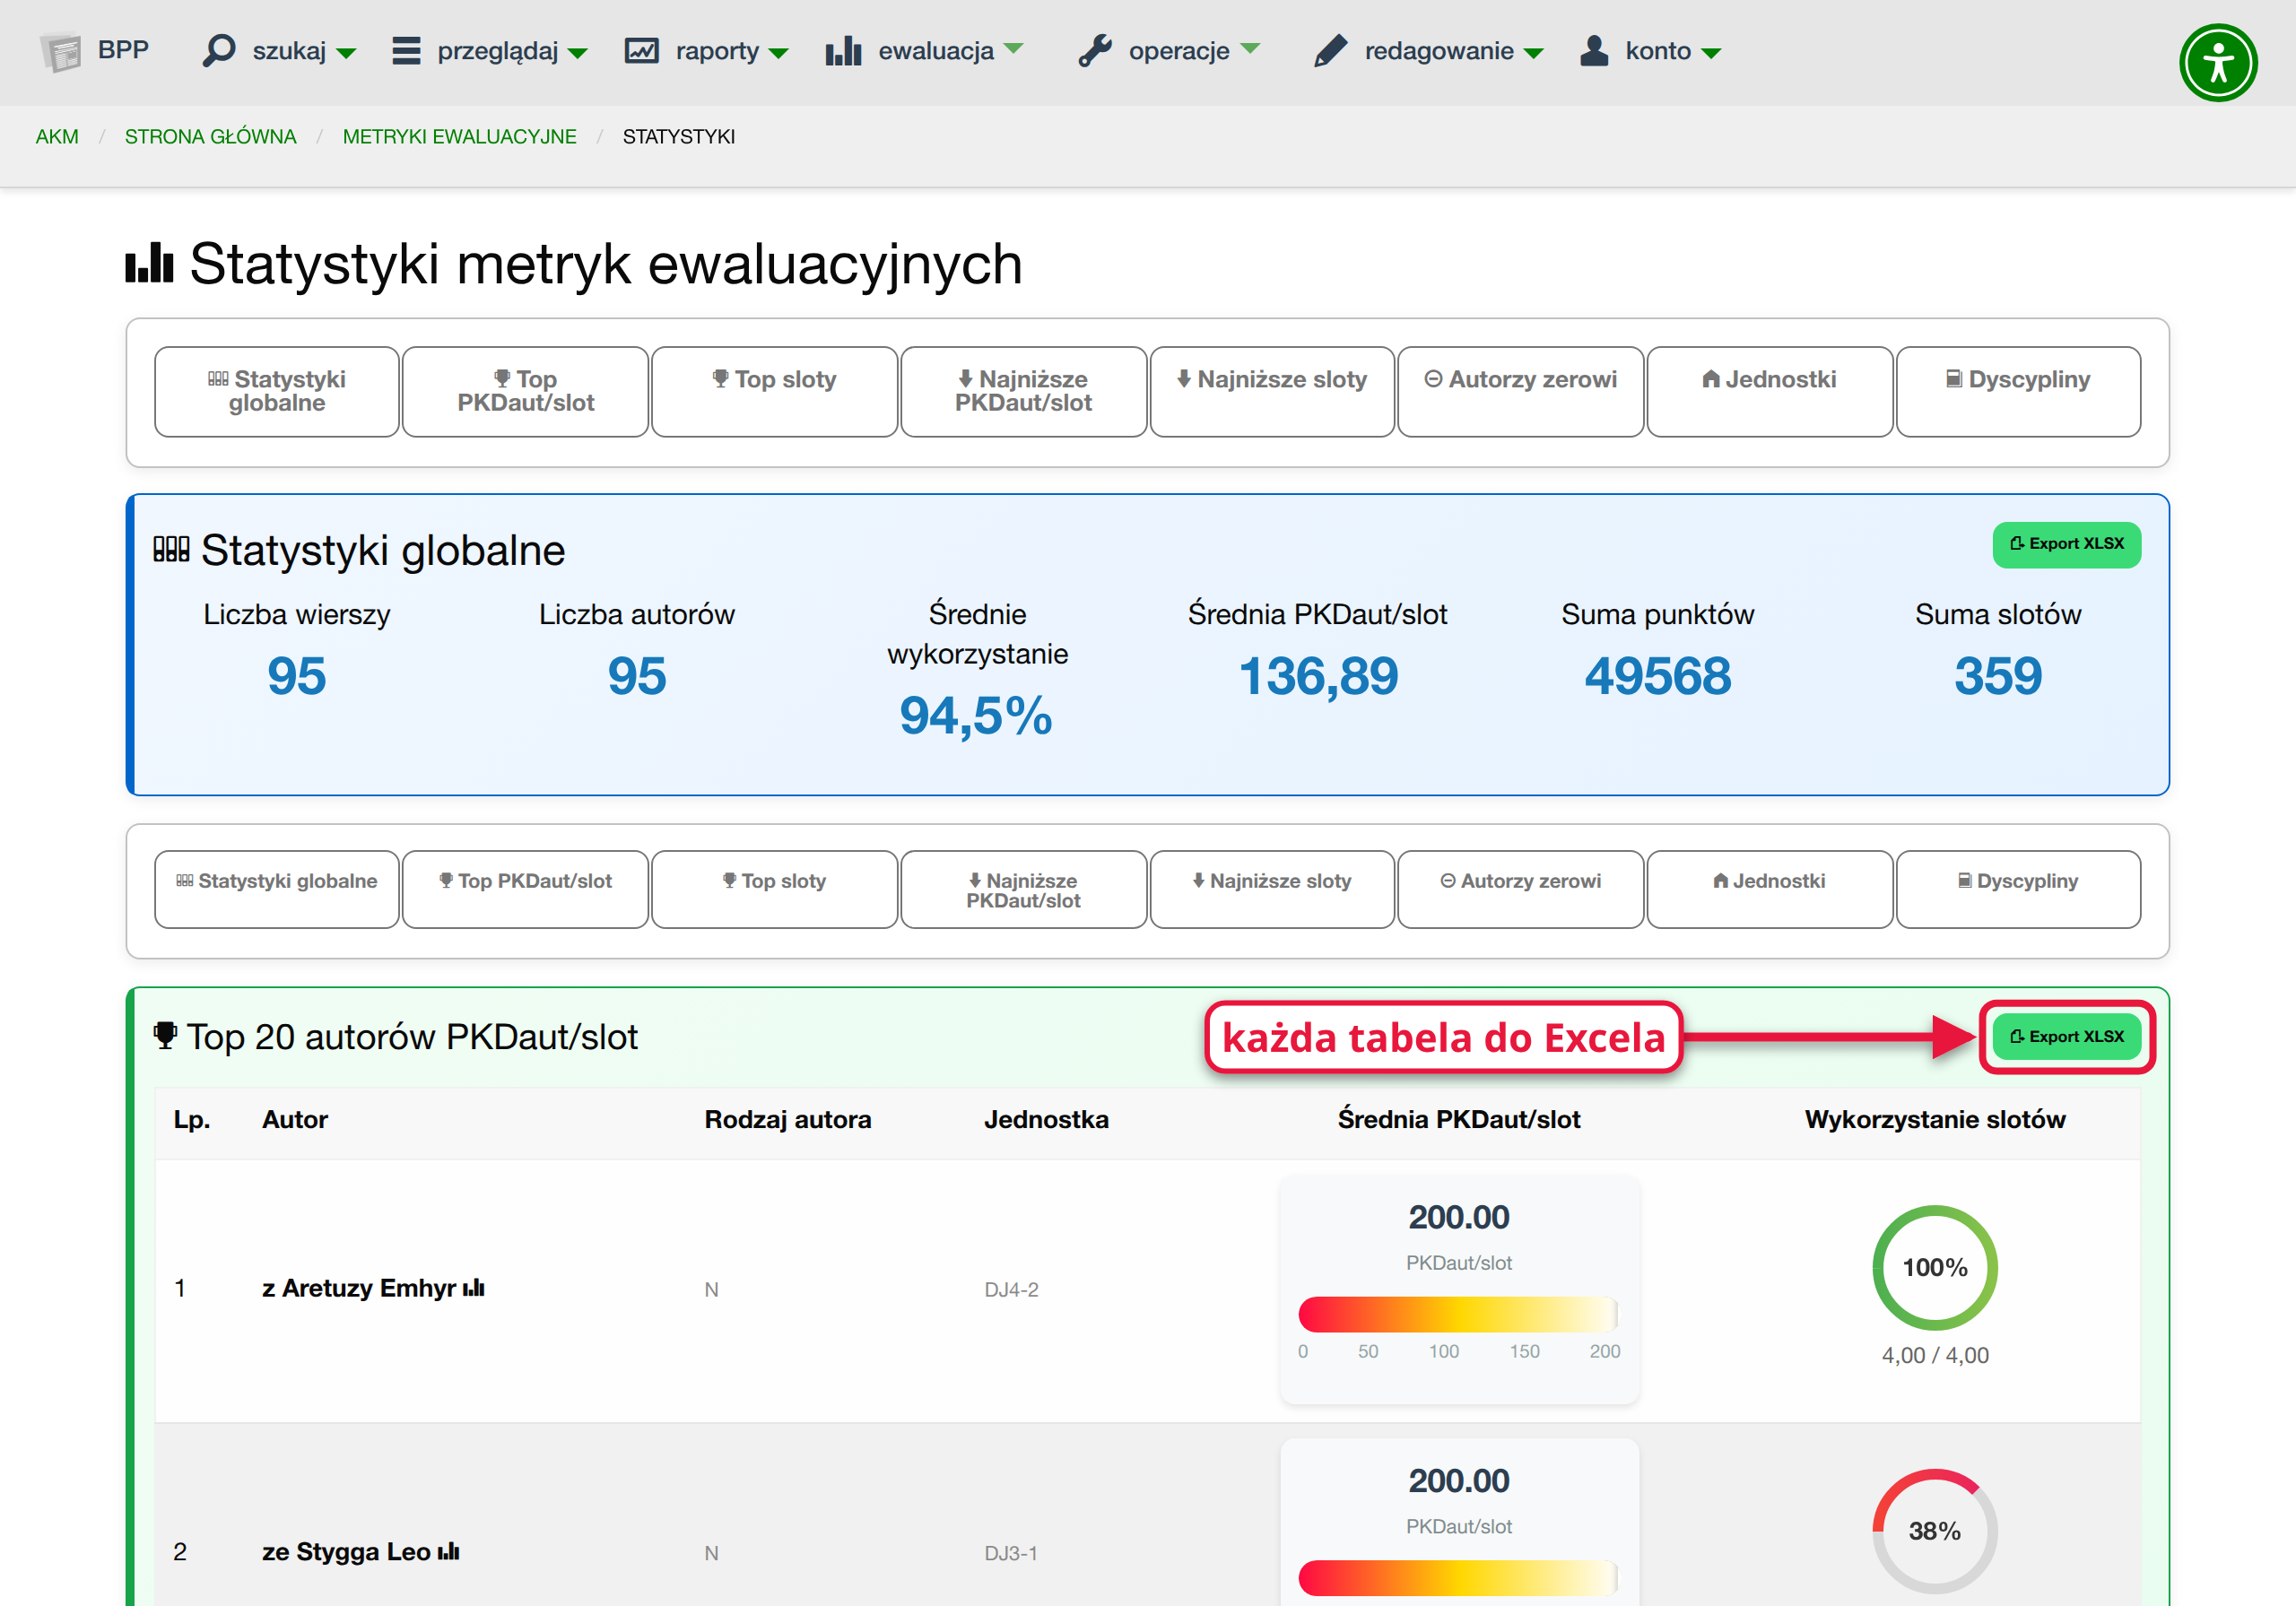 BPP szukaj przeglądaj raporty ewaluacja operacje redagowanie konto
AKM / STRONA GŁÓWNA / METRYKI EWALUACYJNE / STATYSTYKI
Statystyki metryk ewaluacyjnych
Statystyki globalne
Top PKDaut/slot
Top sloty
Najniższe PKDaut/slot
Najniższe sloty
Autorzy zerowi
Jednostki
Dyscypliny
Statystyki globalne
Export XLSX
Liczba wierszy
95
Liczba autorów
95
Średnie
wykorzystanie
94,5%
Średnia PKDaut/slot
136,89
Suma punktów
49568
Suma slotów
359
Statystyki globalne
Top PKDaut/slot
Top sloty
Najniższe
PKDaut/slot
Najniższe sloty
Autorzy zerowi
Jednostki
Dyscypliny
Top 20 autorów PKDaut/slot
każda tabela do Excela
Export XLSX
Lp. Autor Rodzaj autora Jednostka Średnia PKDaut/slot Wykorzystanie slotów
1 z Aretuzy Emhyr N DJ4-2
200.00
PKDaut/slot
0 50 100 150 200
100%
4,00 / 4,00
2 ze Stygga Leo N DJ3-1
200.00
PKDaut/slot
38%